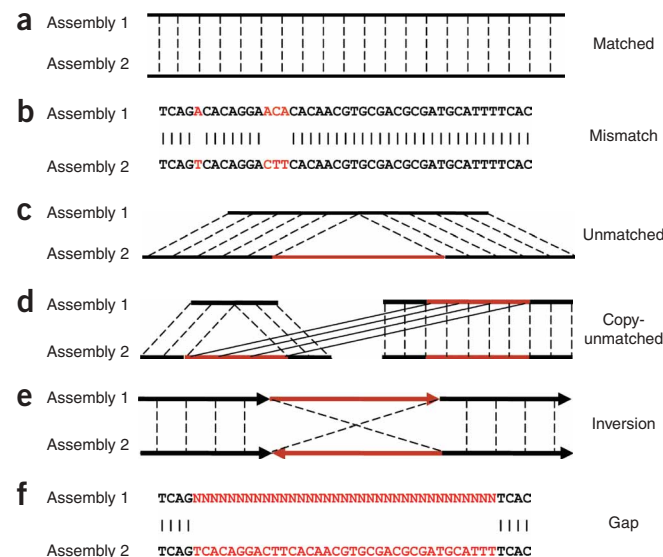 a Assembly 1
Matched
Assembly 2
b Assembly 1 TCAGACACAGGAACACACAACGTGCGACGCGATGCATTTTCAC
Mismatch
Assembly 2 TCAGTCACAGGACTTCACAACGTGCGACGCGATGCATTTTCAC
c Assembly 1
Unmatched
Assembly 2
d Assembly 1
Copy-
unmatched
Assembly 2
e Assembly 1
Inversion
Assembly 2
f Assembly 1 TCAGNNNNNNNNNNNNNNNNNNNNNNNNNNNNNNNNNNNTCAC
Gap
Assembly 2 TCAGTCACAGGACTTCACAACGTGCGACGCGATGCATTTTCAC